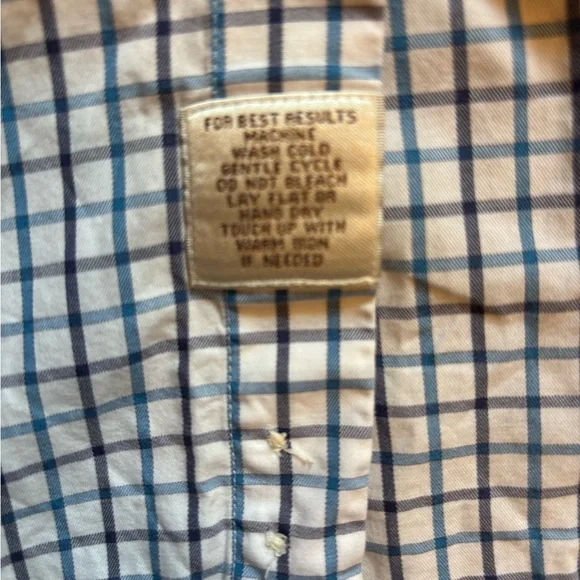 FOR BEST RESULTS
MACHINE
WASH COLD
GENTLE CYCLE
DO NOT BLEACH
LAY FLAT OR
HAND DRY
TOUCH UP WITH
WARM IRON
IF NEEDED